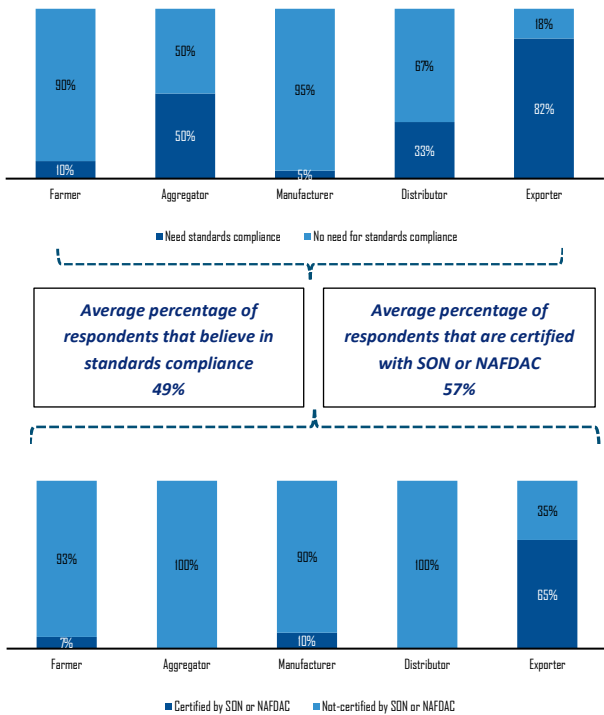 18%
50%
67%
90%
95%
82%
50%
33%
10%
5%
Farmer Aggregator Manufacturer Distributor Exporter
Need standards compliance No need for standards compliance
Average percentage of
respondents that believe in
standards compliance
49%
Average percentage of
respondents that are certified
with SON or NAFDAC
57%
35%
93%
100%
90%
100%
65%
7%
10%
Farmer Aggregator Manufacturer Distributor Exporter
Certified by SON or NAFDAC Not-certified by SON or NAFDAC